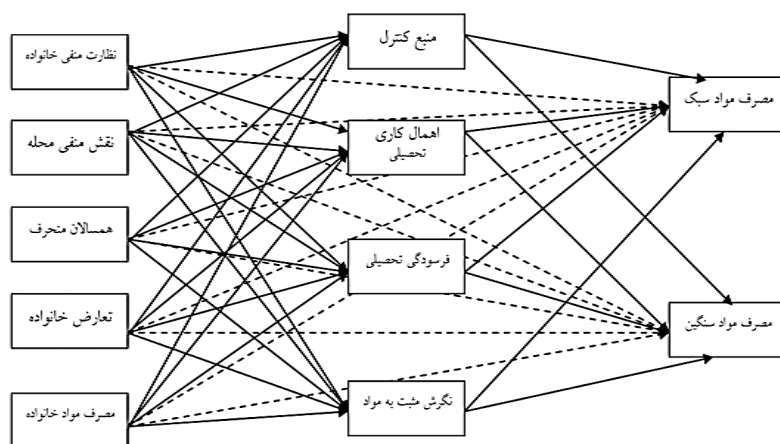 نظارت منفی خانواده
نقش منفی محله
همسالان منحرف
تعارض خانواده
مصرف مواد خانواده
منبع کنترل
اهمال کاری
تحصیلی
فرسودگی تحصیلی
نگرش مثبت به مواد
مصرف مواد سبک
مصرف مواد سنگین